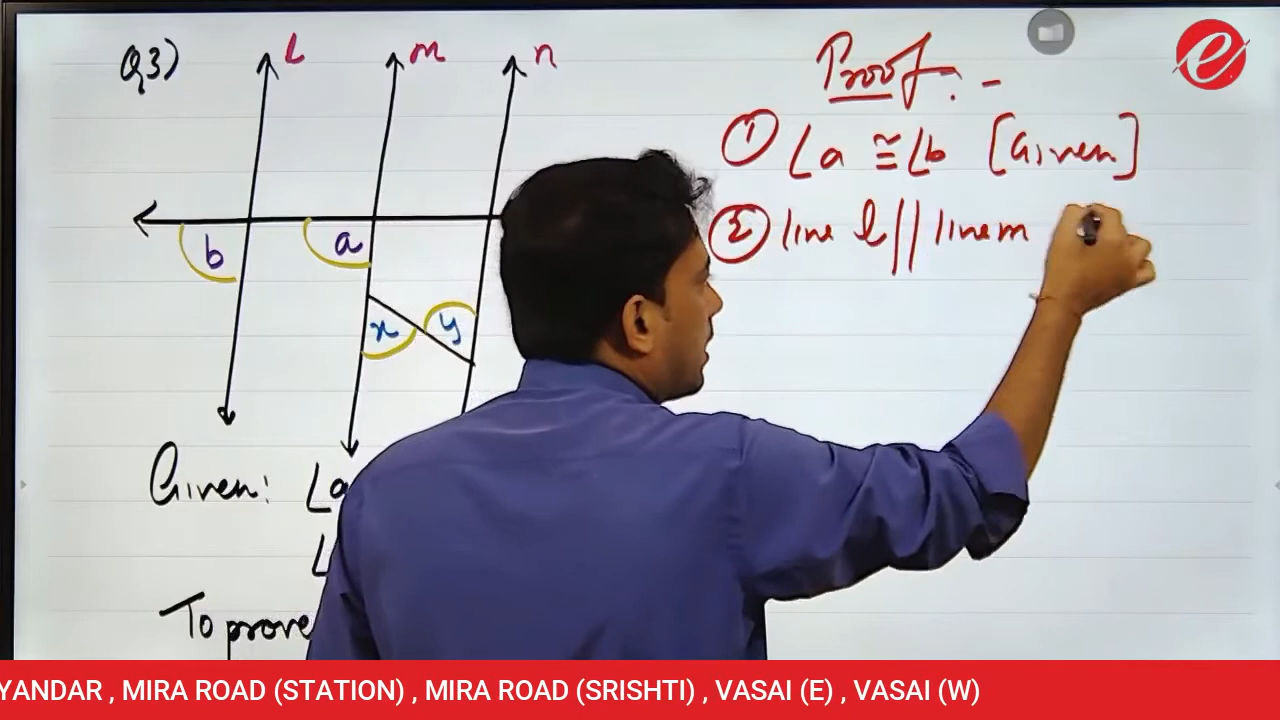 Q3) l m n
b a
x y
Given: ∠a
∠
To prove
Proof :-
① ∠a ≅ ∠b [Given]
② line l || line m
e
YANDAR , MIRA ROAD (STATION) , MIRA ROAD (SRISHTI) , VASAI (E) , VASAI (W)